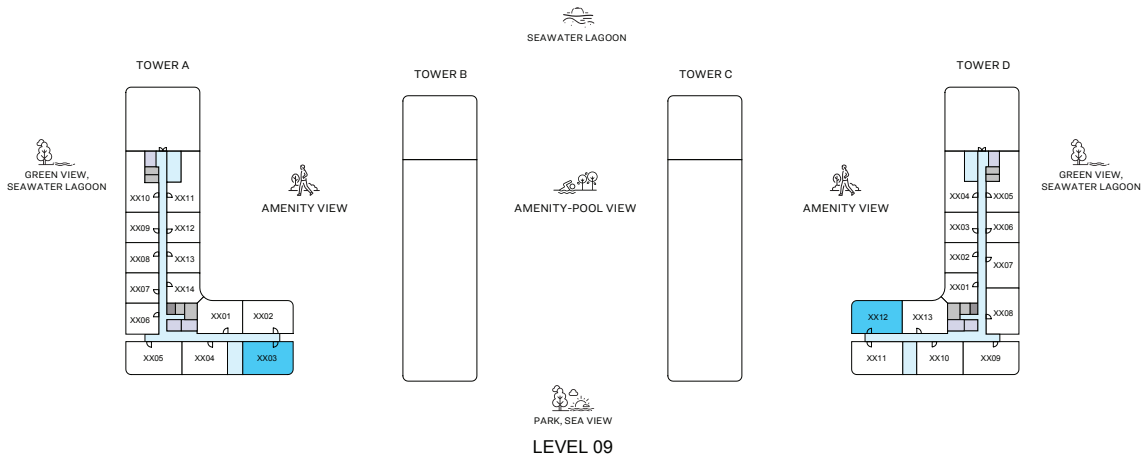 SEAWATER LAGOON
TOWER A
TOWER B
TOWER C
TOWER D
GREEN VIEW,
SEAWATER LAGOON
AMENITY VIEW
AMENITY-POOL VIEW
AMENITY VIEW
GREEN VIEW,
SEAWATER LAGOON
XX10 XX11
XX09 XX12
XX08 XX13
XX07 XX14
XX06 XX01 XX02
XX05 XX04 XX03
XX04 XX05
XX03 XX06
XX02 XX07
XX01
XX12 XX13 XX08
XX11 XX10 XX09
PARK, SEA VIEW
LEVEL 09